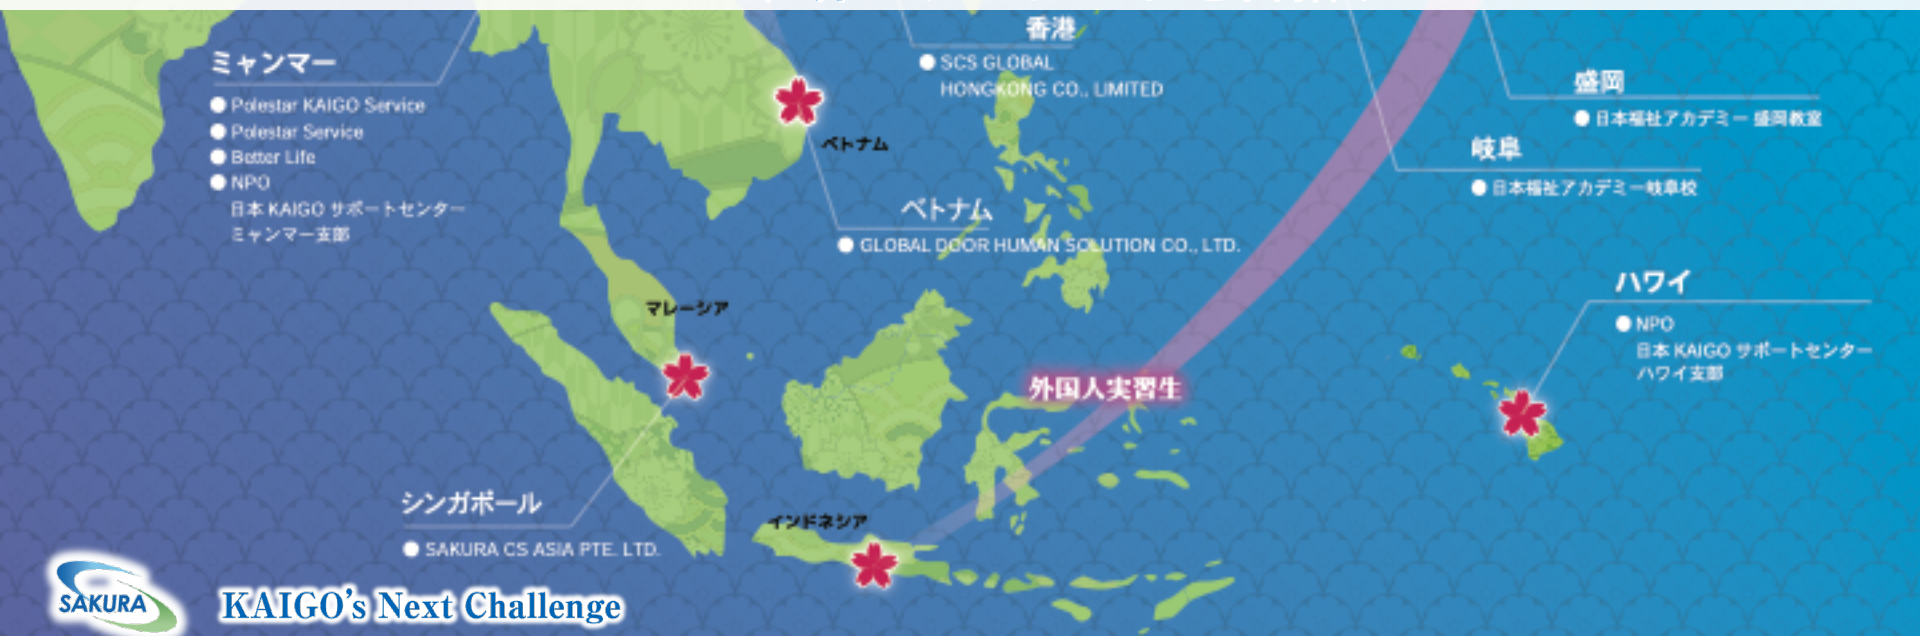 ミャンマー
● Polestar KAIGO Service
● Polestar Service
● Better Life
● NPO
日本 KAIGO サポートセンター
ミャンマー支部
香港
● SCS GLOBAL
HONGKONG CO., LIMITED
盛岡
● 日本福祉アカデミー 盛岡教室
岐阜
● 日本福祉アカデミー岐阜校
ベトナム
ベトナム
● GLOBAL DOOR HUMAN SOLUTION CO., LTD.
ハワイ
● NPO
日本 KAIGO サポートセンター
ハワイ支部
マレーシア
外国人実習生
シンガポール
● SAKURA CS ASIA PTE. LTD.
インドネシア
SAKURA
KAIGO's Next Challenge